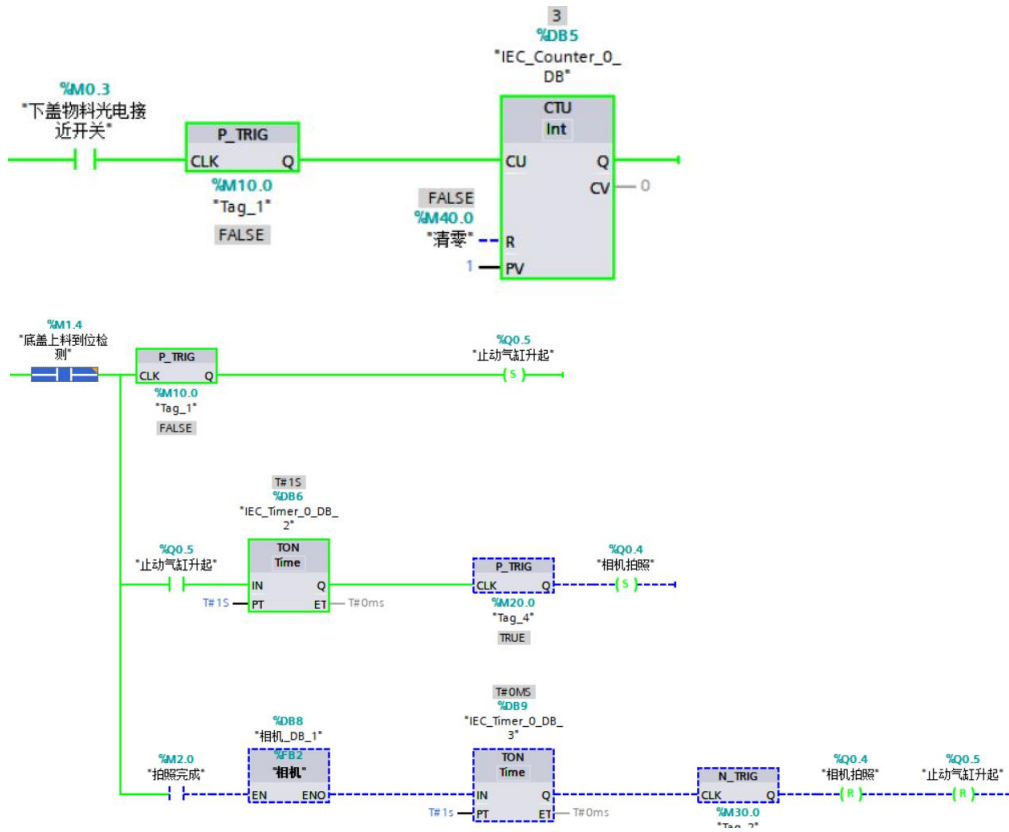 3
%DB5
"IEC_Counter_0_
DB"
%M0.3
"下盖物料光电接
近开关"
P_TRIG
CLK Q
%M10.0
"Tag_1"
FALSE
CTU
Int
CU Q
CV 0
FALSE
%M40.0
"清零" R
1 PV
%M1.4
"底盖上料到位检
测"
P_TRIG
CLK Q
%M10.0
"Tag_1"
FALSE
%Q0.5
"止动气缸升起"
S
T#1S
%DB6
"IEC_Timer_0_DB_
2"
%Q0.5
"止动气缸升起"
TON
Time
IN Q
T#1S PT ET T#0ms
P_TRIG
CLK Q
%M20.0
"Tag_4"
TRUE
%Q0.4
"相机拍照"
S
T#0MS
%DB9
"IEC_Timer_0_DB_
3"
%M2.0
"拍照完成"
%DB8
"相机_DB_1"
%FB2
"相机"
EN ENO
TON
Time
IN Q
T#1s PT ET T#0ms
N_TRIG
CLK Q
%M30.0
"Tag_2"
%Q0.4
"相机拍照"
R
%Q0.5
"止动气缸升起"
R